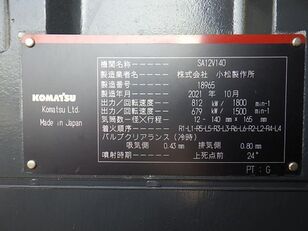 KOMATSU
Komatsu Ltd.
Made in Japan
機関名称 SA12V140
製造業者名 株式会社 小松製作所
製造番号 18965
製造年月 2021 年 10 月
出力/回転速度 812 kW/ 1800 min-1
出力/回転速度 679 kW/ 1500 min-1
気筒数ー径×行程 12 - 140 mm × 165 mm
着火順序 R1-L1-R5-L5-R3-L3-R6-L6-R2-L2-R4-L4
バルブクリアランス(冷時)
吸気側 0.43 mm 排気側 0.80 mm
噴射時期 上死点前 24°
PT:G